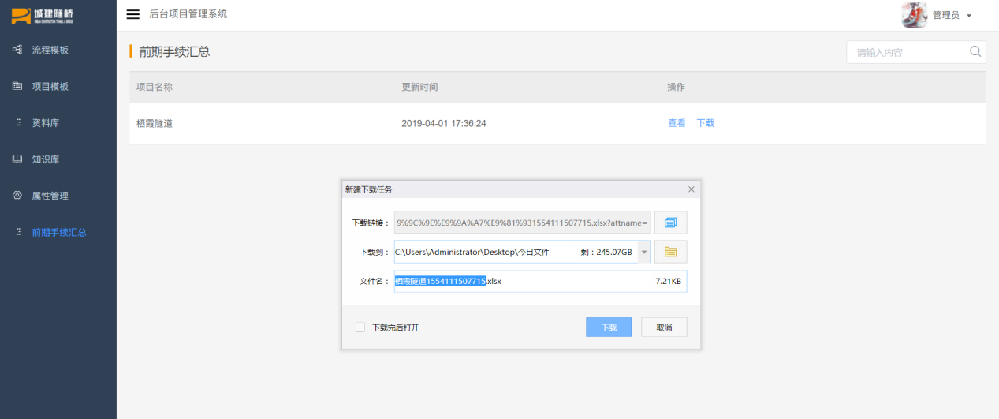 城建隧桥
后台项目管理系统
管理员
流程模板
项目模板
资料库
知识库
属性管理
前期手续汇总
前期手续汇总
请输入内容
项目名称 更新时间 操作
栖霞隧道 2019-04-01 17:36:24 查看 下载
新建下载任务
下载链接： 9%9C%9E%E9%9A%A7%E9%81%931554111507715.xlsx?attname=
下载到： C:\Users\Administrator\Desktop\今日文件 剩：245.07GB
文件名： 栖霞隧道1554111507715.xlsx 7.21KB
下载完后打开 下载 取消